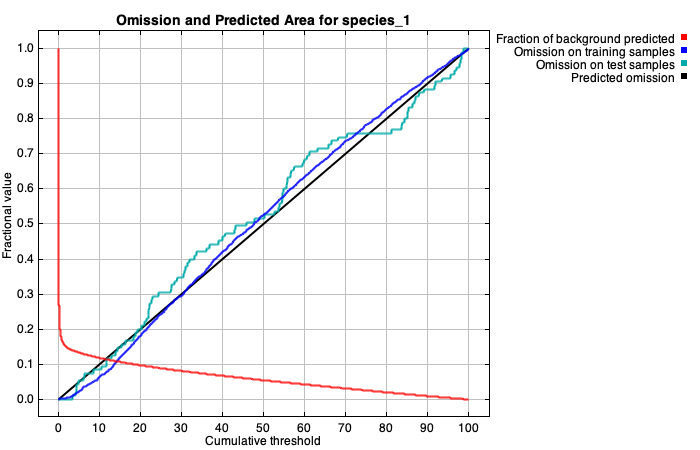 Omission and Predicted Area for species_1
Fraction of background predicted
Omission on training samples
Omission on test samples
Predicted omission
Fractional value
1.0
0.9
0.8
0.7
0.6
0.5
0.4
0.3
0.2
0.1
0.0
0 10 20 30 40 50 60 70 80 90 100
Cumulative threshold